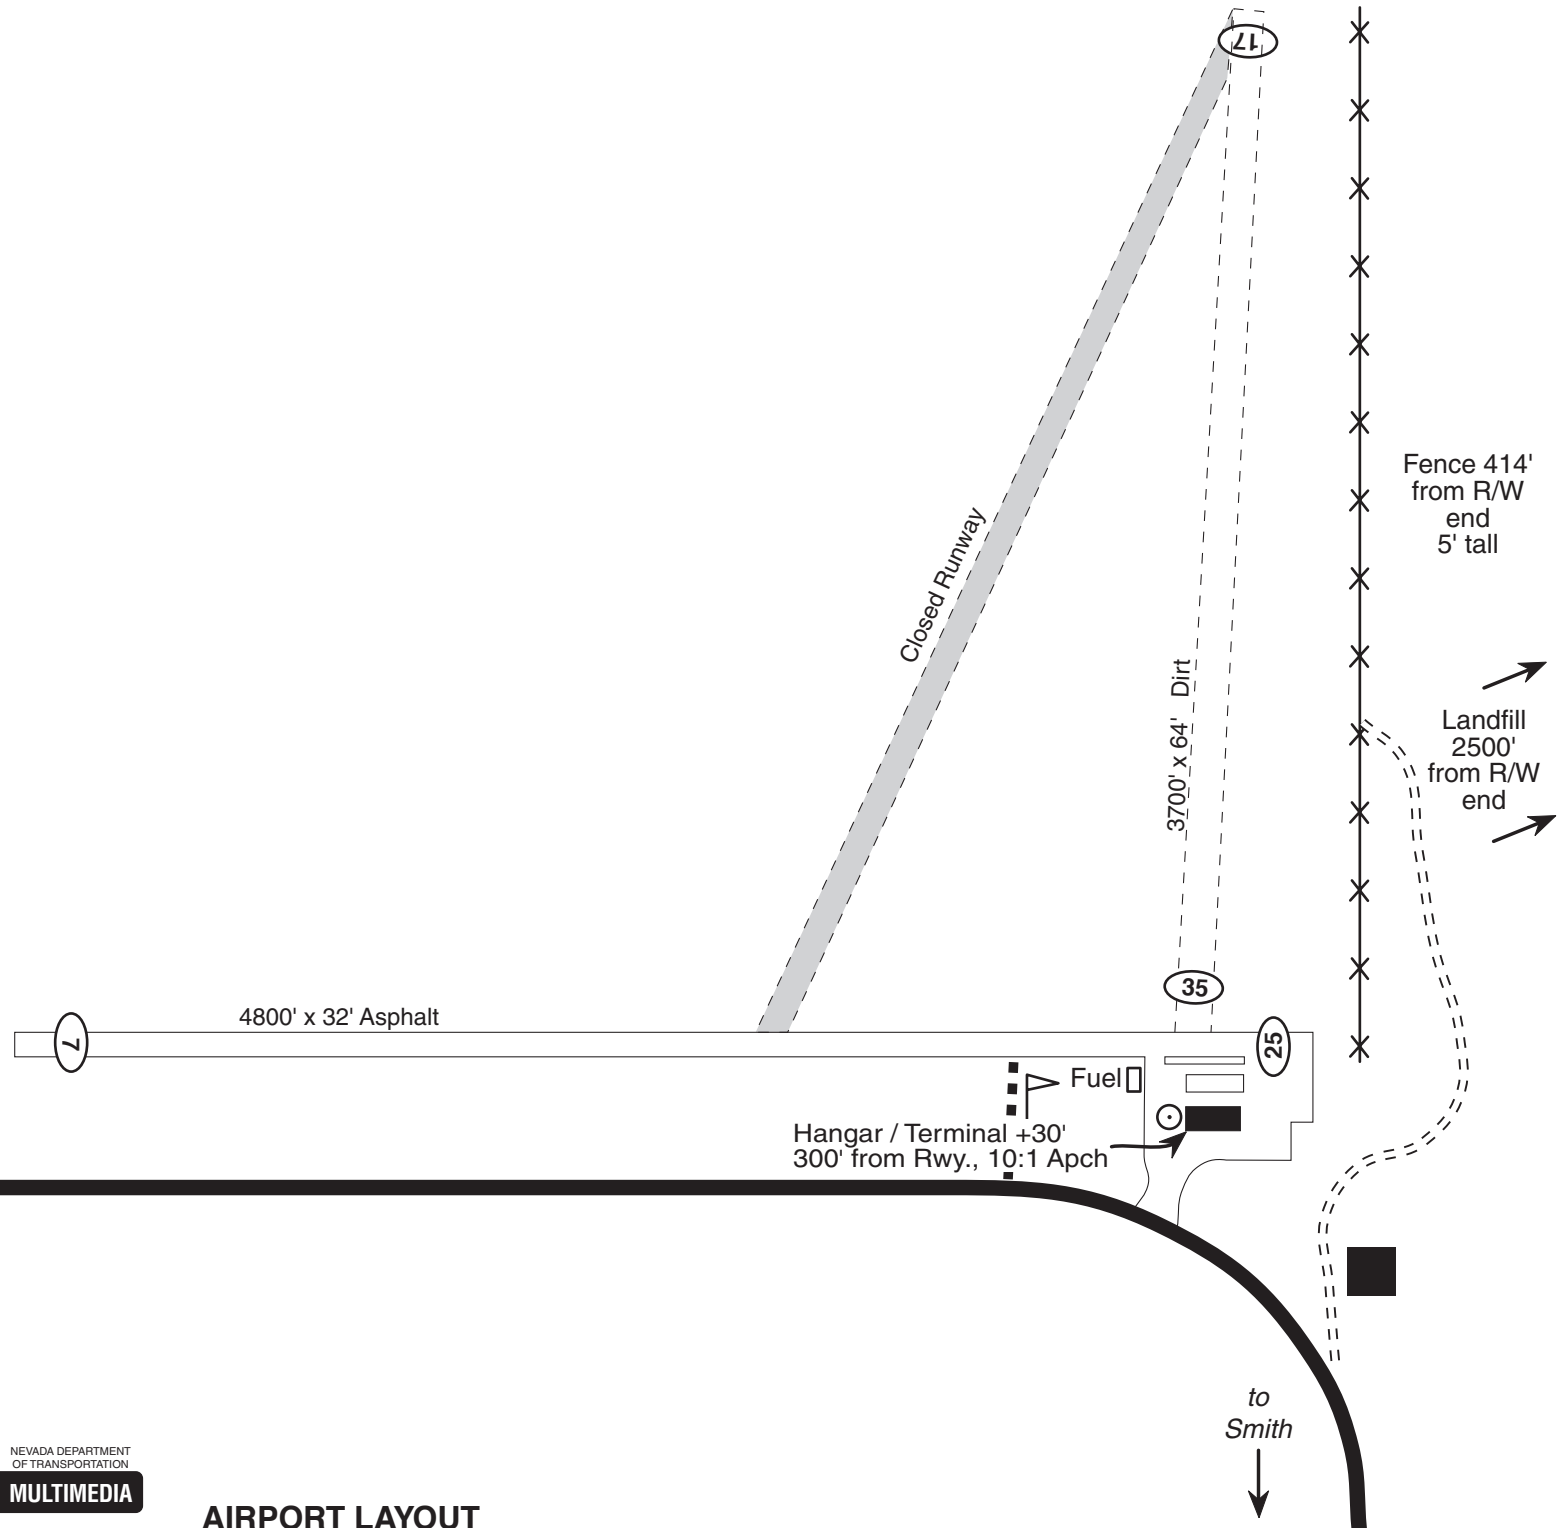 17
Fence 414'
from R/W
end
5' tall
Closed Runway
3700' x 64' Dirt
Landfill
2500'
from R/W
end
35
4800' x 32' Asphalt
7
25
Fuel
Hangar / Terminal +30'
300' from Rwy., 10:1 Apch
to
Smith
NEVADA DEPARTMENT
OF TRANSPORTATION
MULTIMEDIA
AIRPORT LAYOUT